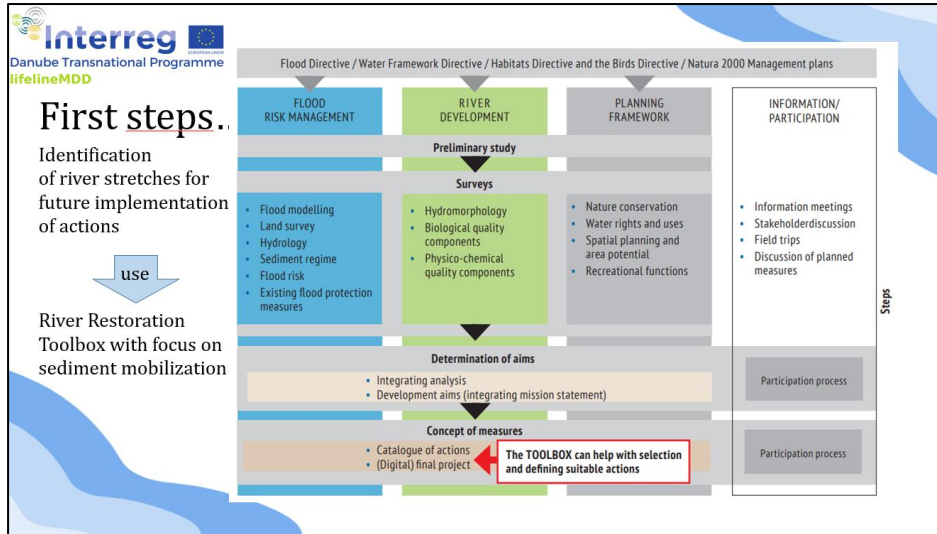 Interreg
EUROPEAN UNION
Danube Transnational Programme
lifelineMDD
First steps..
Identification
of river stretches for
future implementation
of actions
use
River Restoration
Toolbox with focus on
sediment mobilization
Flood Directive / Water Framework Directive / Habitats Directive and the Birds Directive / Natura 2000 Management plans
FLOOD
RISK MANAGEMENT
RIVER
DEVELOPMENT
PLANNING
FRAMEWORK
INFORMATION/
PARTICIPATION
Preliminary study
Surveys
• Flood modelling
• Land survey
• Hydrology
• Sediment regime
• Flood risk
• Existing flood protection
measures
• Hydromorphology
• Biological quality
components
• Physico-chemical
quality components
• Nature conservation
• Water rights and uses
• Spatial planning and
area potential
• Recreational functions
• Information meetings
• Stakeholderdiscussion
• Field trips
• Discussion of planned
measures
Steps
Determination of aims
• Integrating analysis
• Development aims (integrating mission statement)
Participation process
Concept of measures
• Catalogue of actions
• (Digital) final project
The TOOLBOX can help with selection
and defining suitable actions
Participation process